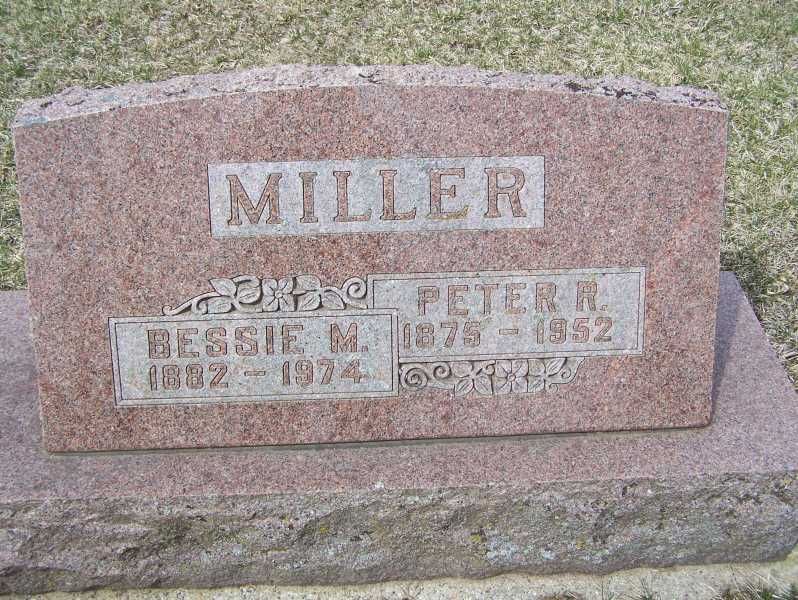 MILLER
PETER R.
1875 - 1952
BESSIE M.
1882 - 1974